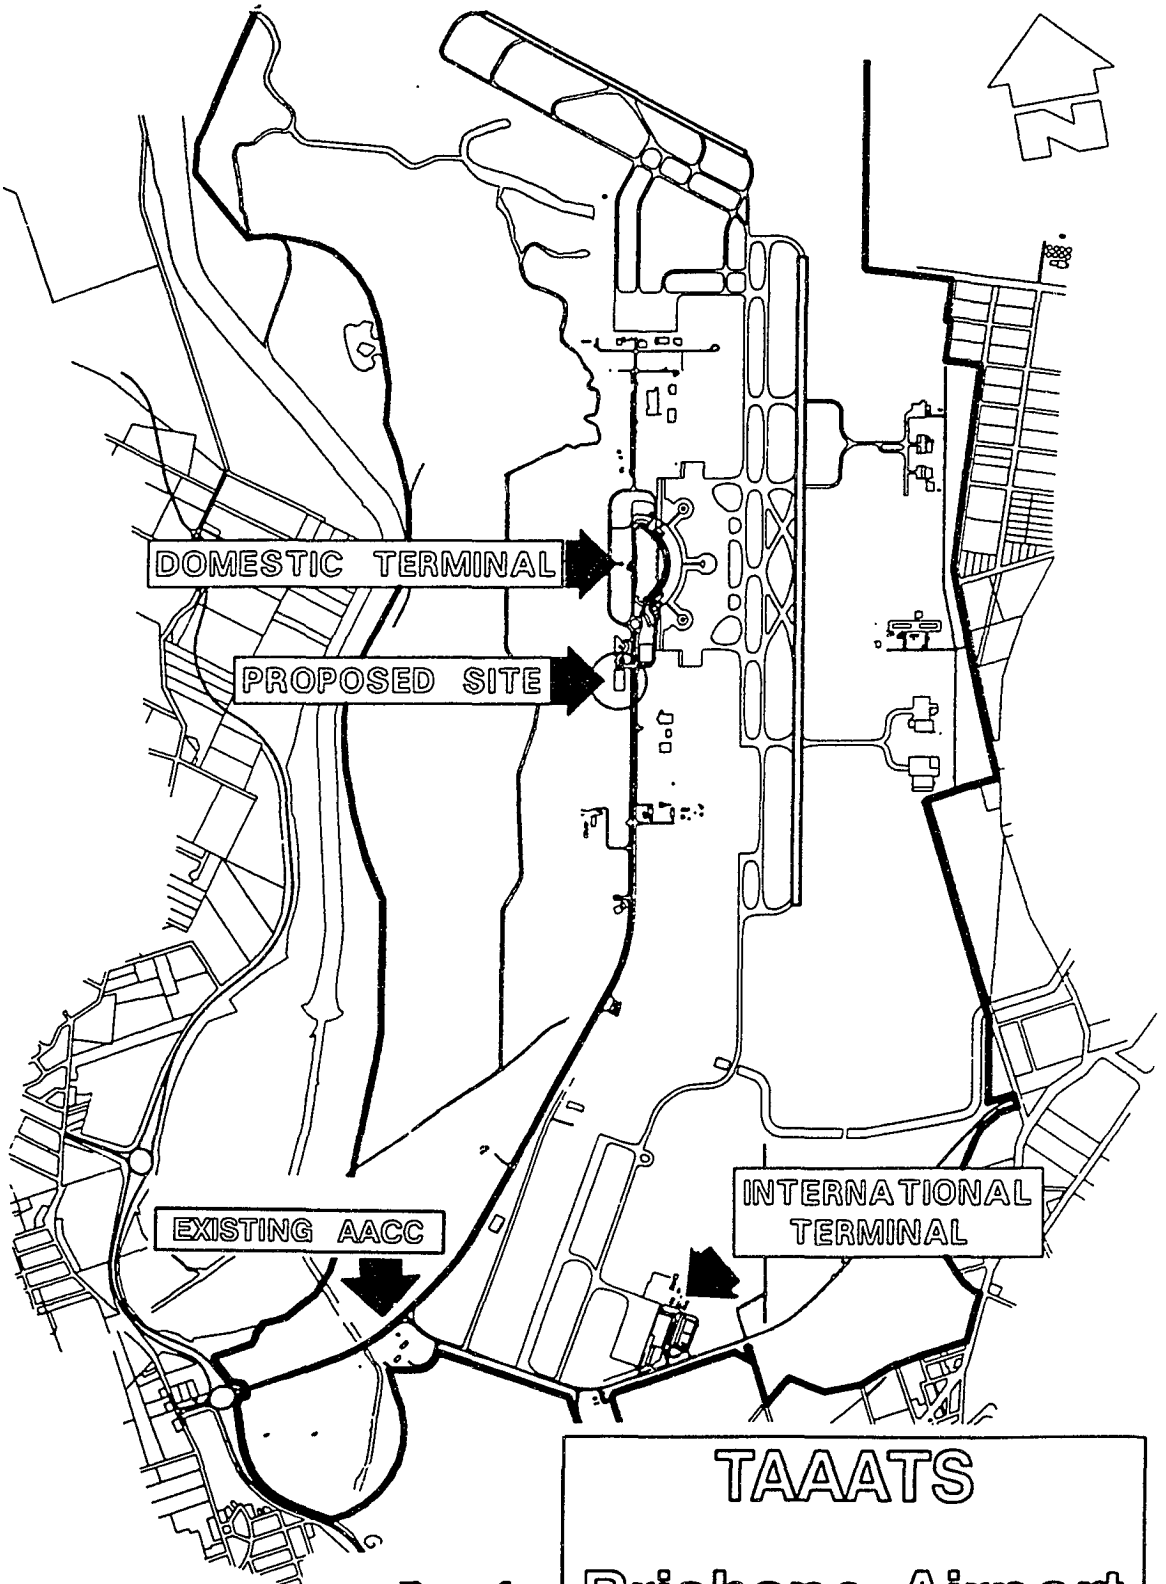 N
DOMESTIC TERMINAL
PROPOSED SITE
INTERNATIONAL
TERMINAL
EXISTING AACC
TAAATS
Brisbane Airport
G